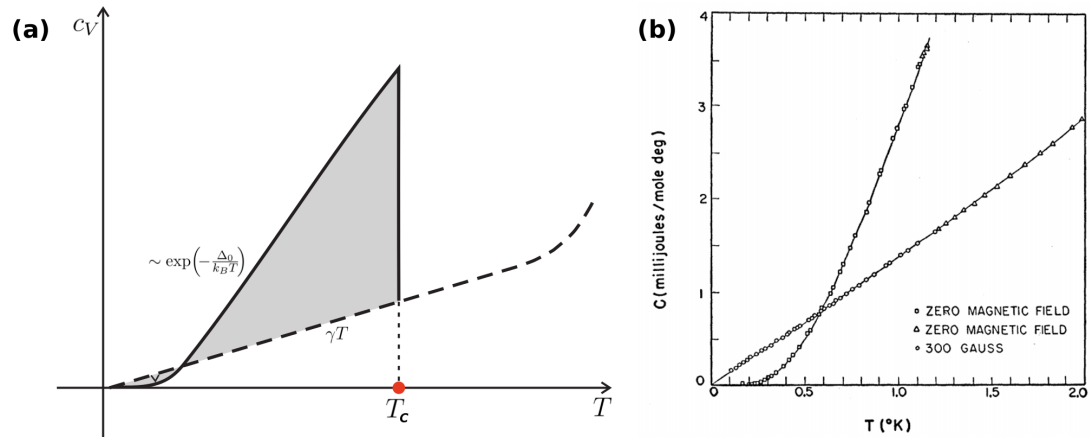 (a)
c_V
∼ exp(−Δ_0/k_BT)
γT
T_c
T
(b)
C (millijoules/mole deg)
4
3
2
1
0
0
0.5
1.0
1.5
2.0
□ ZERO MAGNETIC FIELD
△ ZERO MAGNETIC FIELD
○ 300 GAUSS
T (°K)